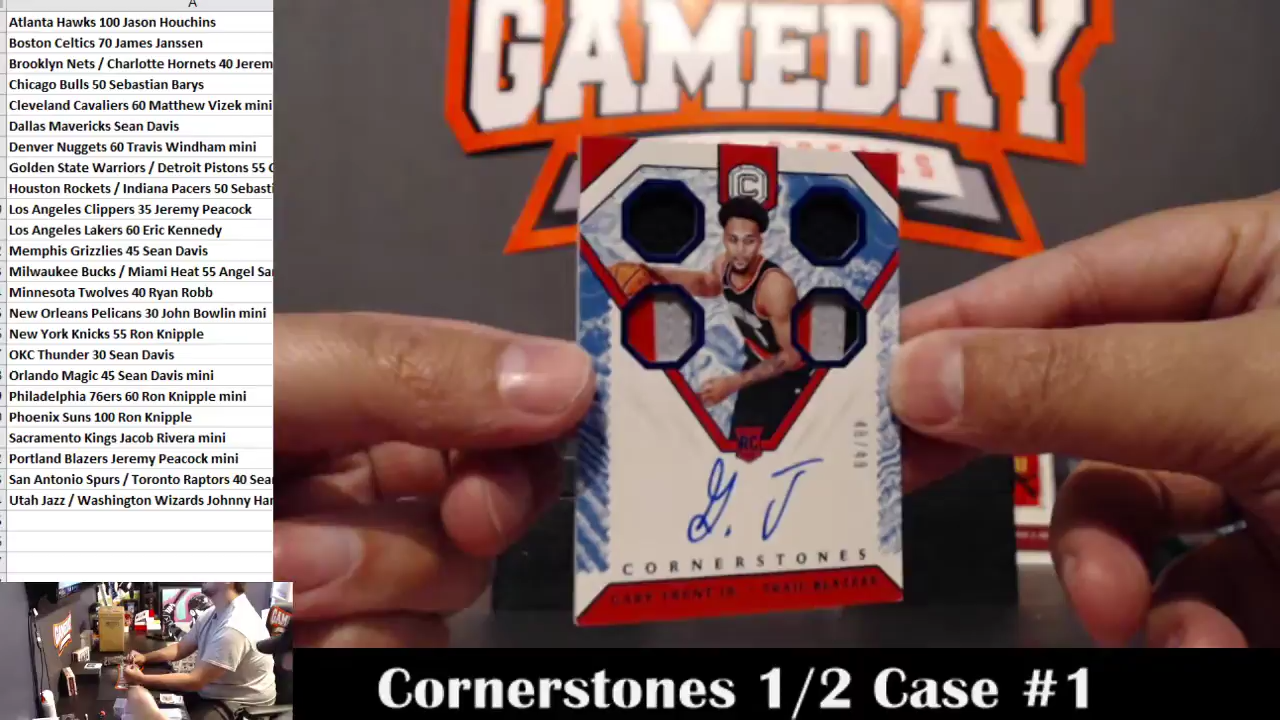 A
Atlanta Hawks 100 Jason Houchins
Boston Celtics 70 James Janssen
Brooklyn Nets / Charlotte Hornets 40 Jerem
Chicago Bulls 50 Sebastian Barys
Cleveland Cavaliers 60 Matthew Vizek mini
Dallas Mavericks Sean Davis
Denver Nuggets 60 Travis Windham mini
Golden State Warriors / Detroit Pistons 55
Houston Rockets / Indiana Pacers 50 Sebasti
Los Angeles Clippers 35 Jeremy Peacock
Los Angeles Lakers 60 Eric Kennedy
Memphis Grizzlies 45 Sean Davis
Milwaukee Bucks / Miami Heat 55 Angel Sa
Minnesota Twolves 40 Ryan Robb
New Orleans Pelicans 30 John Bowlin mini
New York Knicks 55 Ron Knipple
OKC Thunder 30 Sean Davis
Orlando Magic 45 Sean Davis mini
Philadelphia 76ers 60 Ron Knipple mini
Phoenix Suns 100 Ron Knipple
Sacramento Kings Jacob Rivera mini
Portland Blazers Jeremy Peacock mini
San Antonio Spurs / Toronto Raptors 40 Sea
Utah Jazz / Washington Wizards Johnny Ha
GAMEDAY
C
RC
G. T
CORNERSTONES
GARY TRENT JR. · TRAIL BLAZERS
Cornerstones 1/2 Case #1